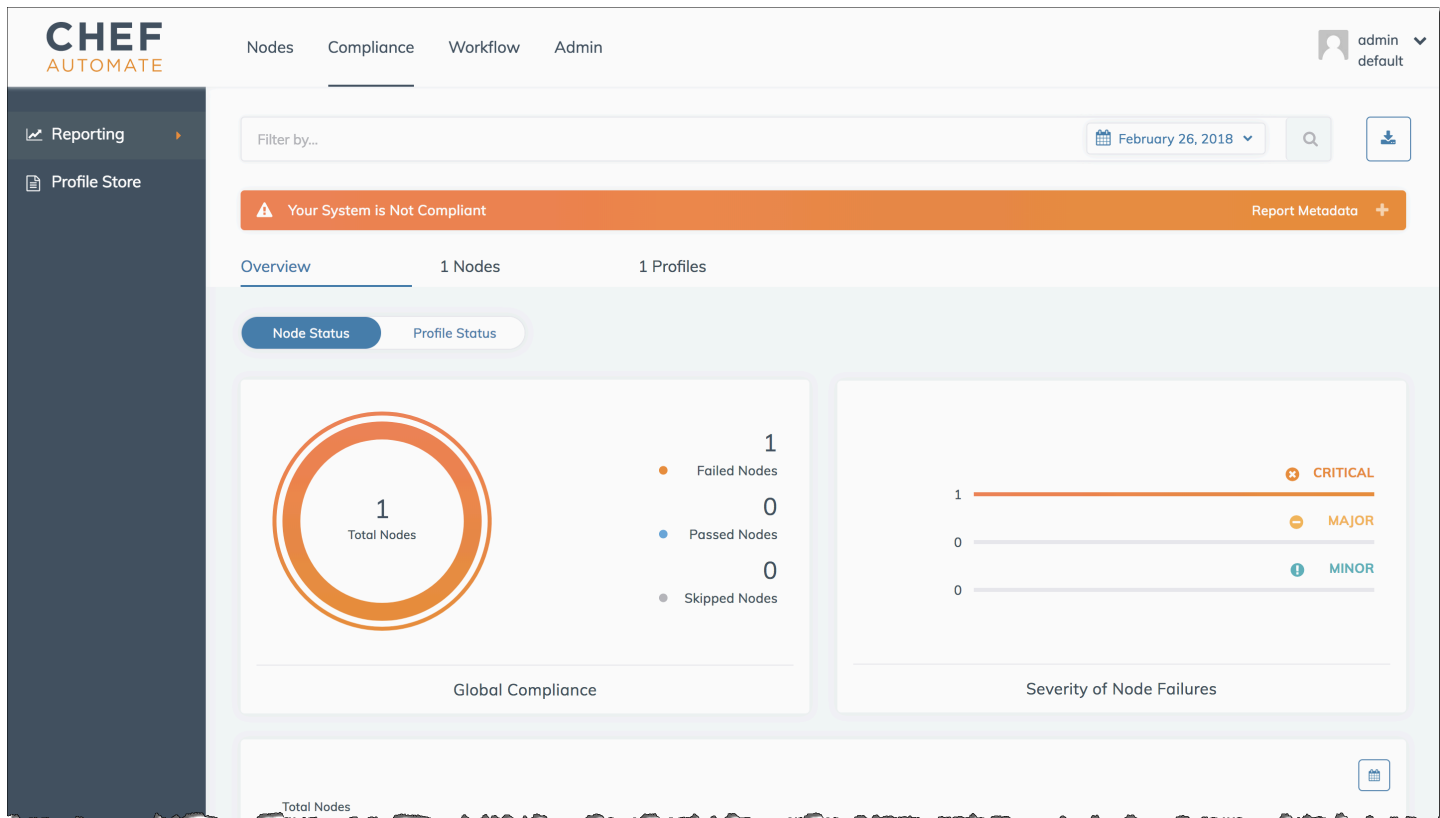 CHEF
AUTOMATE
Nodes
Compliance
Workflow
Admin
admin
default
Reporting
Profile Store
Filter by...
February 26, 2018
Your System is Not Compliant
Report Metadata
Overview
1 Nodes
1 Profiles
Node Status
Profile Status
1
Total Nodes
1
Failed Nodes
0
Passed Nodes
0
Skipped Nodes
Global Compliance
CRITICAL
1
MAJOR
0
MINOR
0
Severity of Node Failures
Total Nodes